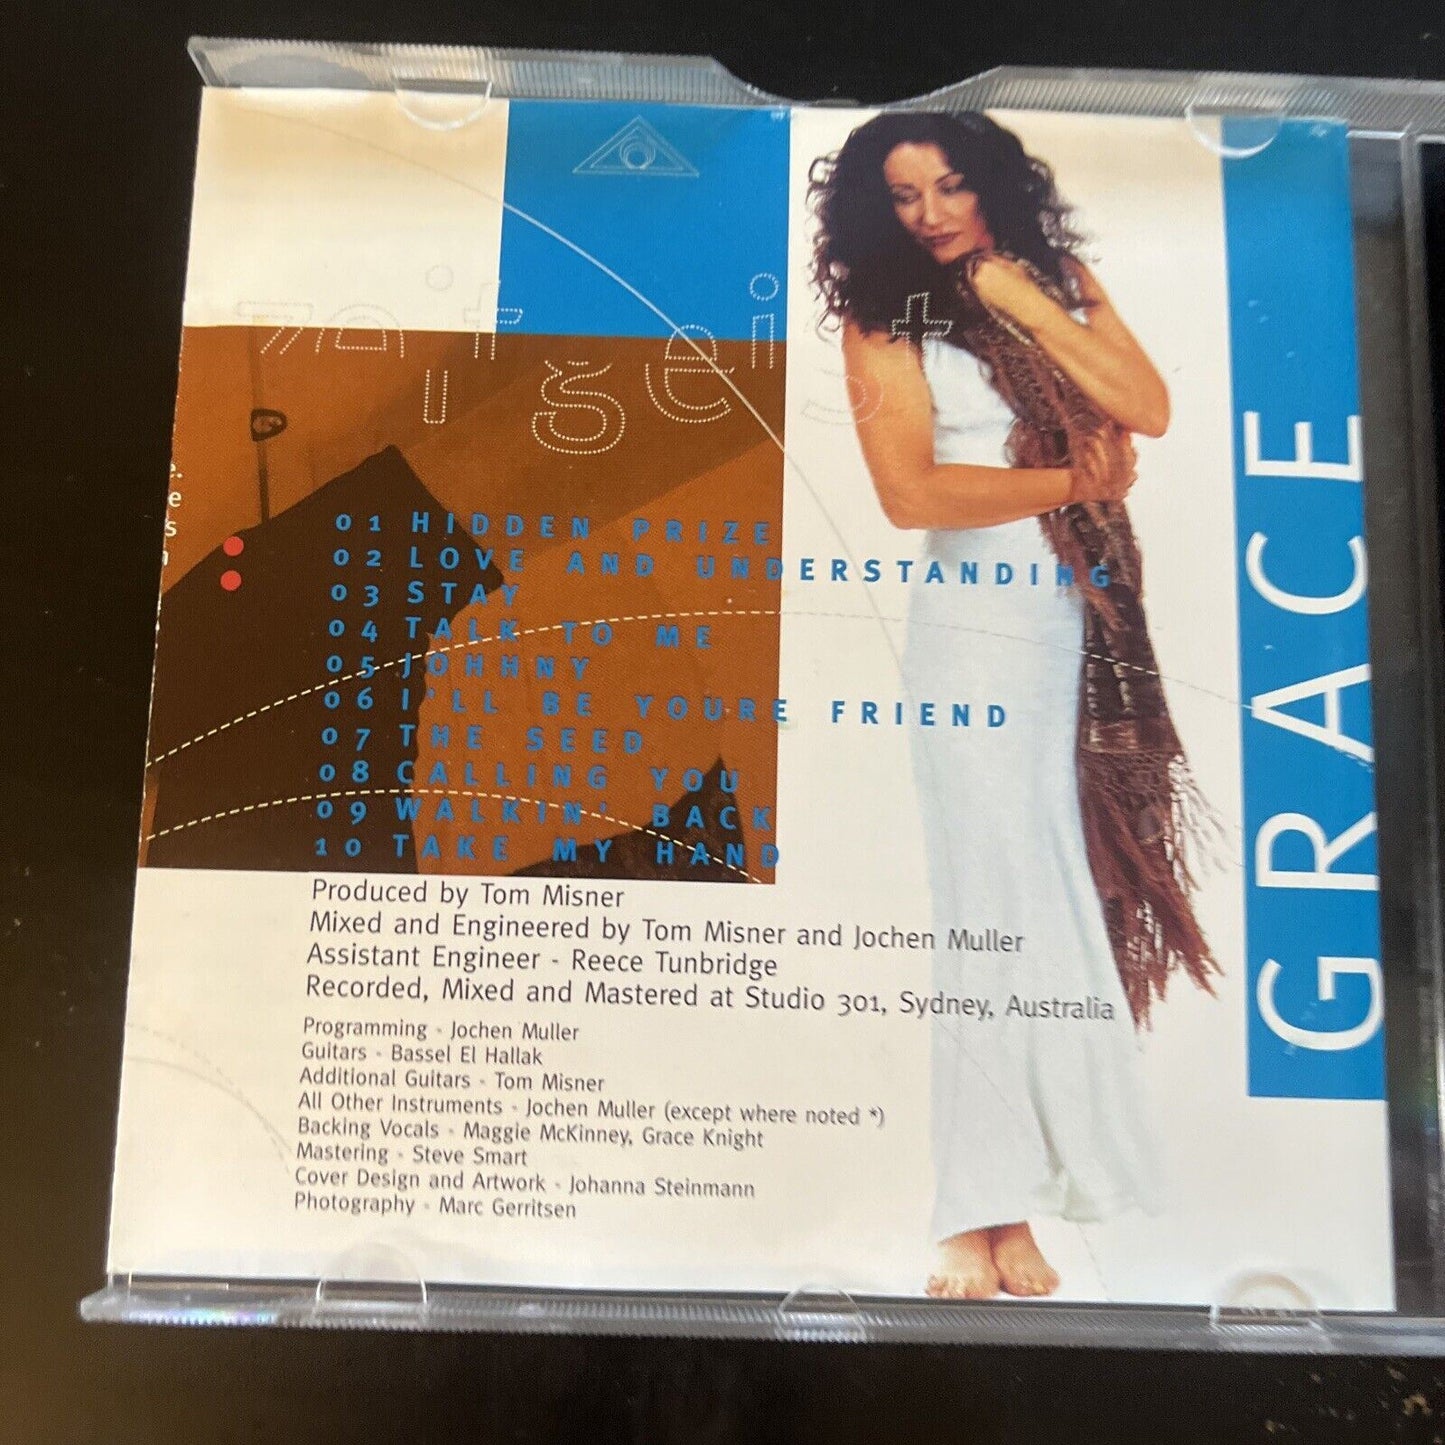 zeitgeist
e.
e
s
01 HIDDEN PRIZE
02 LOVE AND UNDERSTANDING
03 STAY
04 TALK TO ME
05 JOHHNY
06 I'LL BE YOURE FRIEND
07 THE SEED
08 CALLING YOU
09 WALKIN' BACK
10 TAKE MY HAND
Produced by Tom Misner
Mixed and Engineered by Tom Misner and Jochen Muller
Assistant Engineer - Reece Tunbridge
Recorded, Mixed and Mastered at Studio 301, Sydney, Australia
Programming - Jochen Muller
Guitars - Bassel El Hallak
Additional Guitars - Tom Misner
All Other Instruments - Jochen Muller (except where noted *)
Backing Vocals - Maggie McKinney, Grace Knight
Mastering - Steve Smart
Cover Design and Artwork - Johanna Steinmann
Photography - Marc Gerritsen
GRACE